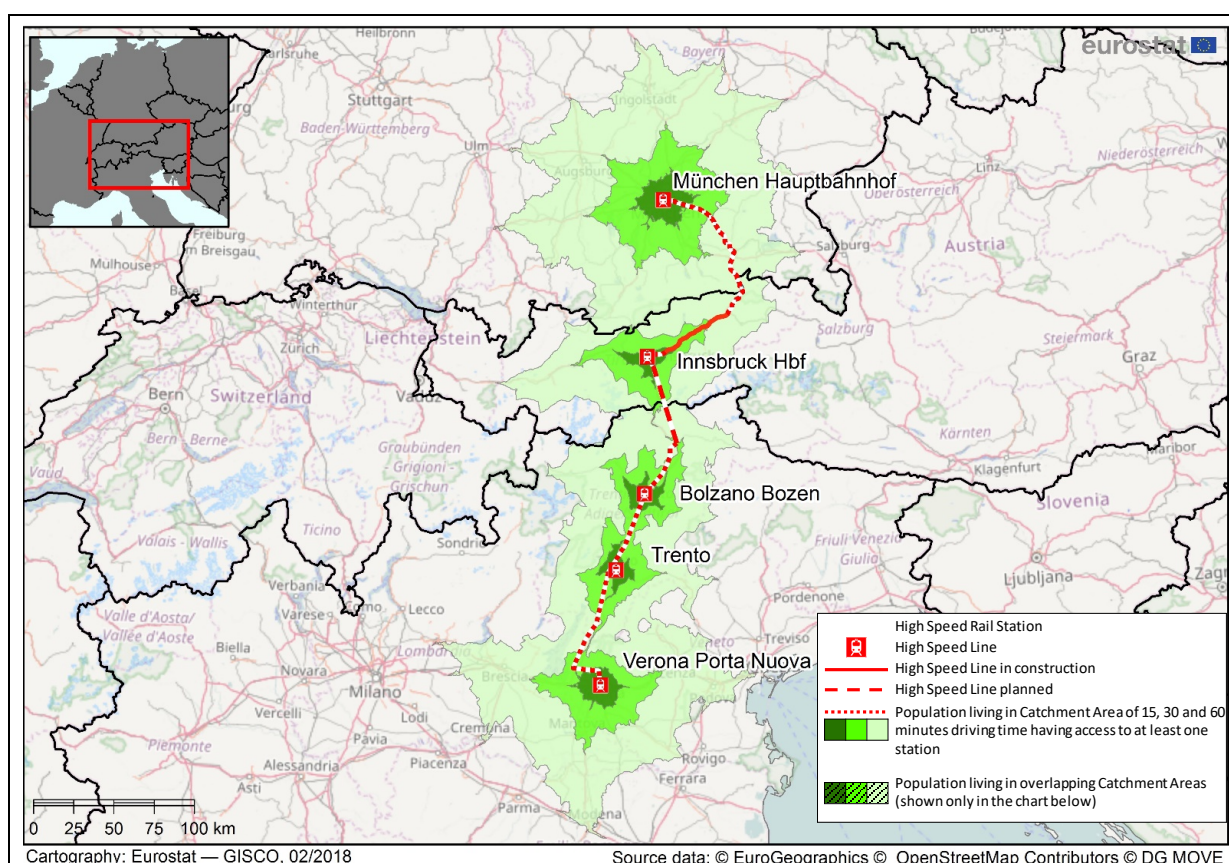 Heilbronn
Karlsruhe
eurostat
Bayern
Stuttgart
Ingolstadt
Baden-Württemberg
Ulm
Augsburg
Linz
Niederösterreich
München Hauptbahnhof
Oberösterreich
Freiburg
im Breisgau
Salzburg
Austria
Mulhouse
Basel
Winterthur
Zürich
Liechtenstein
Salzburg
Steiermark
Innsbruck Hbf
Graz
Bern
Switzerland
Vaduz
Bern - Berne
Graubünden
- Grigioni -
Grischun
Kärnten
Maribor
Klagenfurt
Vaud
Bolzano Bozen
Slovenia
Ticino
Valais - Wallis
Sondrio
Trento
Friuli Venezia
Giulia
Ljubljana
Verbania
Varese
Lecco
Pordenone
Valle d'Aosta/
Vallée d'Aoste
Biella
Lombardia
Treviso
Verona Porta Nuova
Novara
Milano
Brescia
Vercelli
Lodi
Cremona
Pavia
Piacenza
Piemonte
Asti
Alessandria
Rovigo
Ferrara
Parma
Modena
High Speed Rail Station
High Speed Line
High Speed Line in construction
High Speed Line planned
Population living in Catchment Area of 15, 30 and 60
minutes driving time having access to at least one
station
Population living in overlapping Catchment Areas
(shown only in the chart below)
0 25 50 75 100 km
Cartography: Eurostat — GISCO, 02/2018
Source data: © EuroGeographics © OpenStreetMap Contributors © DG MOVE